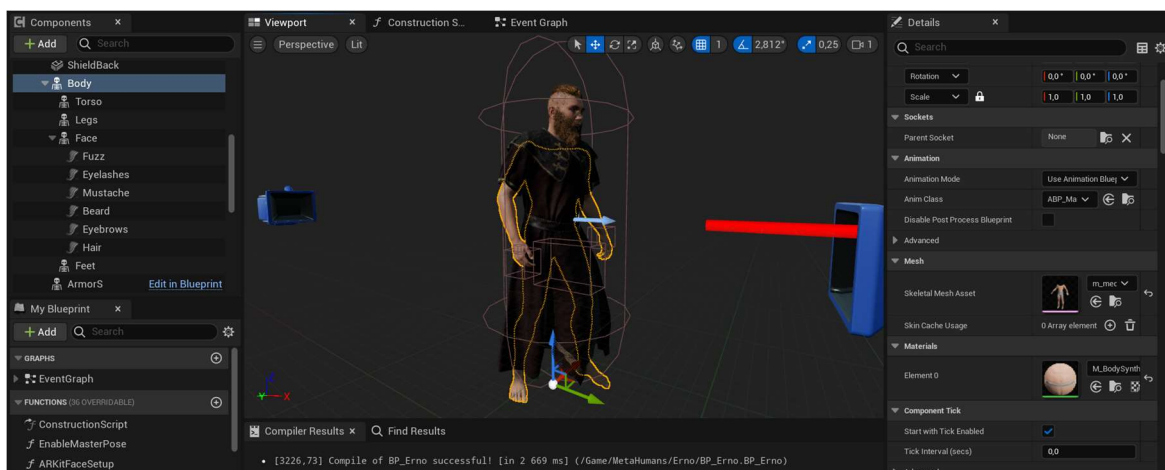 Components
+ Add
Search
ShieldBack
Body
Torso
Legs
Face
Fuzz
Eyelashes
Mustache
Beard
Eyebrows
Hair
Feet
ArmorS
Edit in Blueprint
My Blueprint
+ Add
Search
GRAPHS
EventGraph
FUNCTIONS (36 OVERRIDABLE)
ConstructionScript
EnableMasterPose
ARKitFaceSetup
Viewport
Construction S...
Event Graph
Perspective
Lit
1
2,812°
0,25
1
Compiler Results
Find Results
[3226,73] Compile of BP_Erno successful! [in 2 669 ms] (/Game/MetaHumans/Erno/BP_Erno.BP_Erno)
Details
Search
Rotation
0,0°
0,0°
0,0°
Scale
1,0
1,0
1,0
Sockets
Parent Socket
None
Animation
Animation Mode
Use Animation Bluep
Anim Class
ABP_Ma
Disable Post Process Blueprint
Advanced
Mesh
Skeletal Mesh Asset
m_mec
Skin Cache Usage
0 Array element
Materials
Element 0
M_BodySynth
Component Tick
Start with Tick Enabled
Tick Interval (secs)
0,0